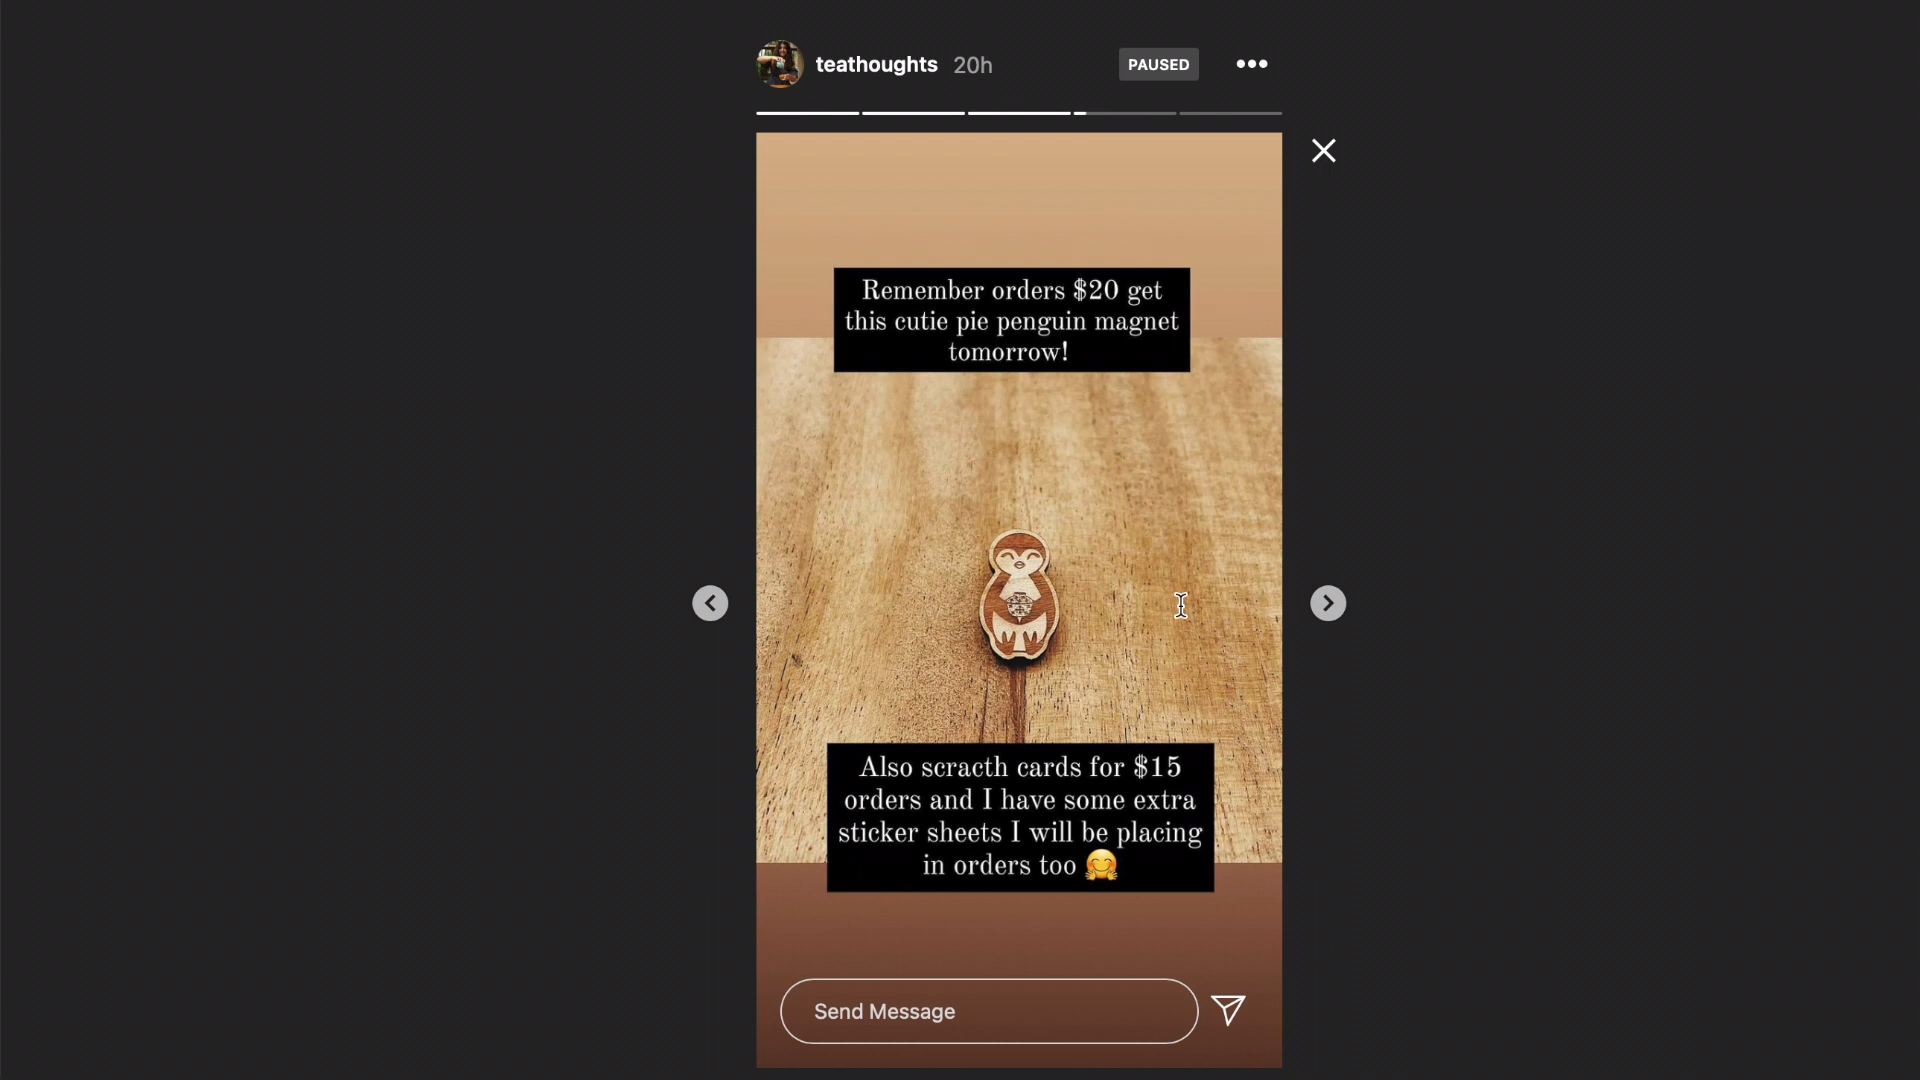 teathoughts 20h
PAUSED
Remember orders $20 get
this cutie pie penguin magnet
tomorrow!
Also scracth cards for $15
orders and I have some extra
sticker sheets I will be placing
in orders too 🤗
Send Message